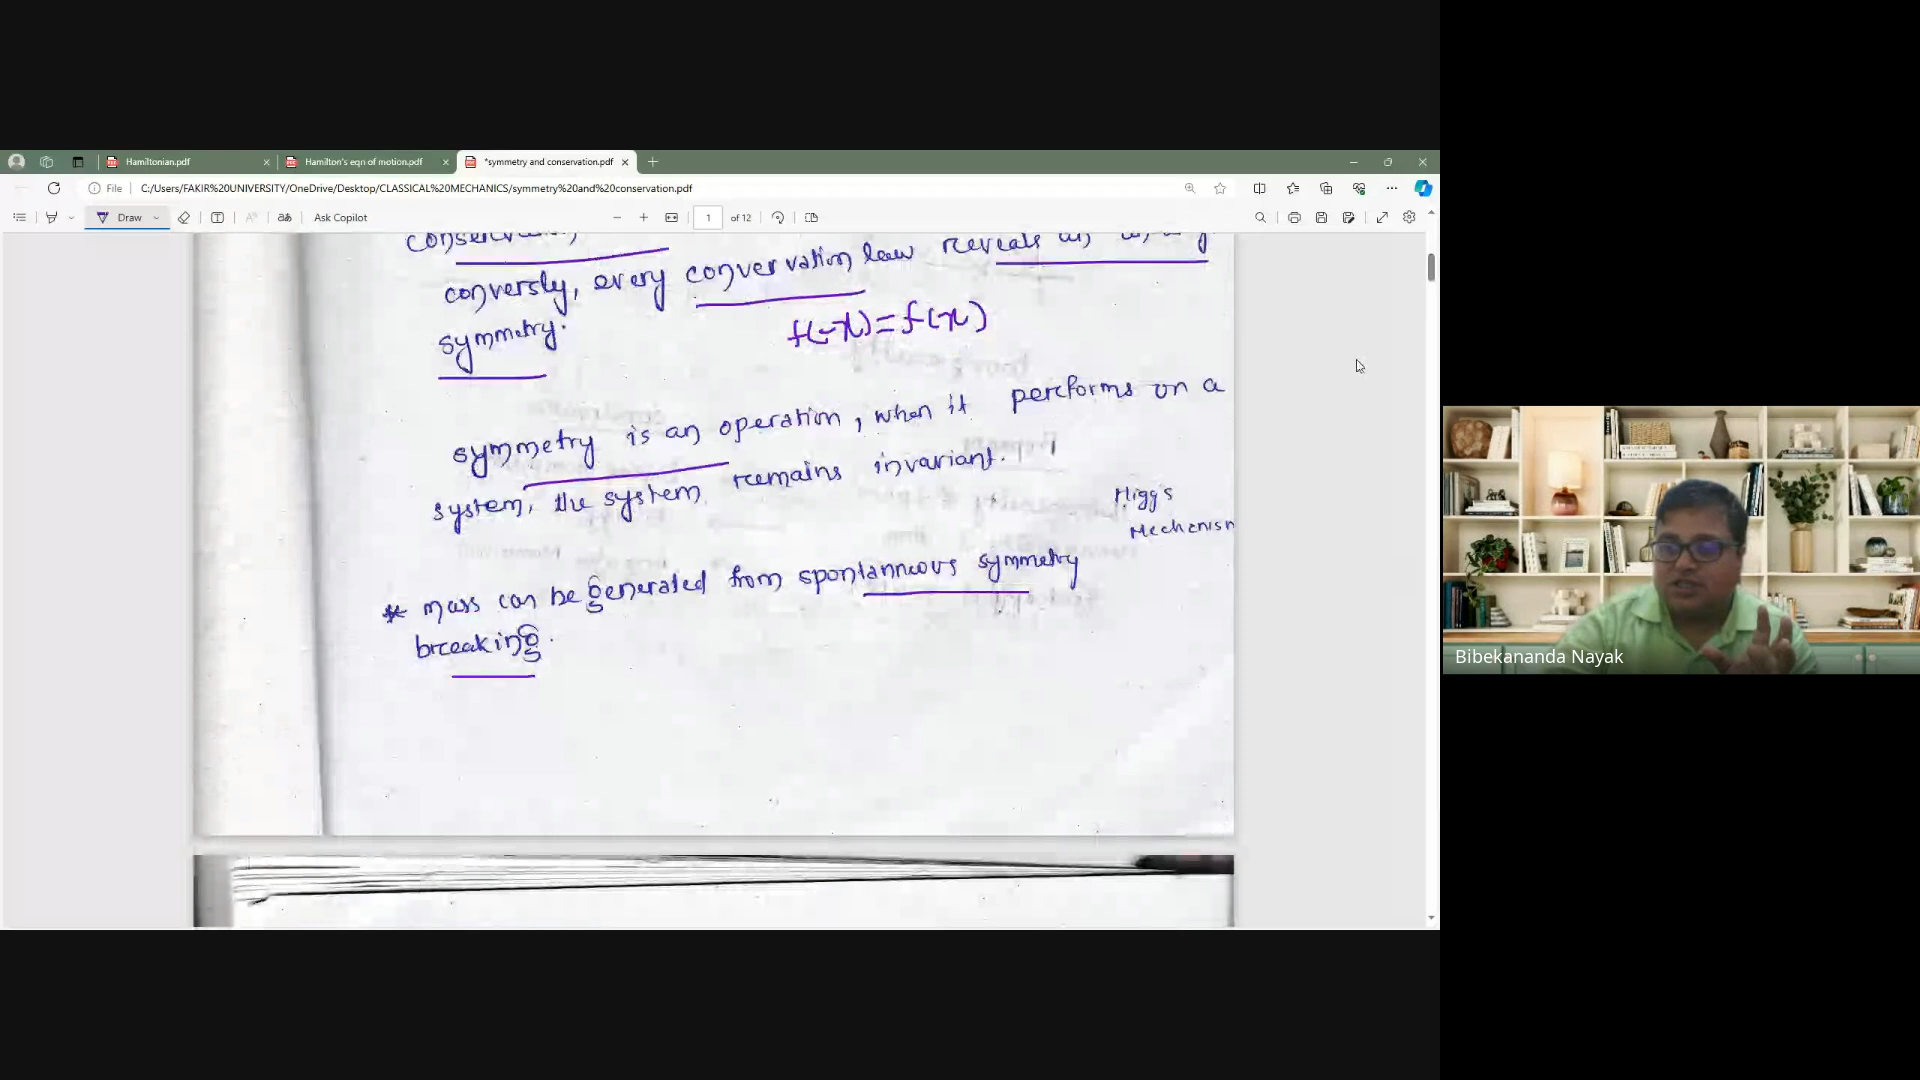 Hamiltonian.pdf
Hamilton's eqn of motion.pdf
*symmetry and conservation.pdf
File
C:/Users/FAKIR%20UNIVERSITY/OneDrive/Desktop/CLASSICAL%20MECHANICS/symmetry%20and%20conservation.pdf
Draw
Ask Copilot
1 of 12
conversly, every convervation law reveals
symmetry.
f(-x)=f(x)
symmetry is an operation, when it performs on a
system, the system remains invariant.
Higg's
Mechanism
* mass can be generated from spontanneous symmetry
breaking.
Bibekananda Nayak